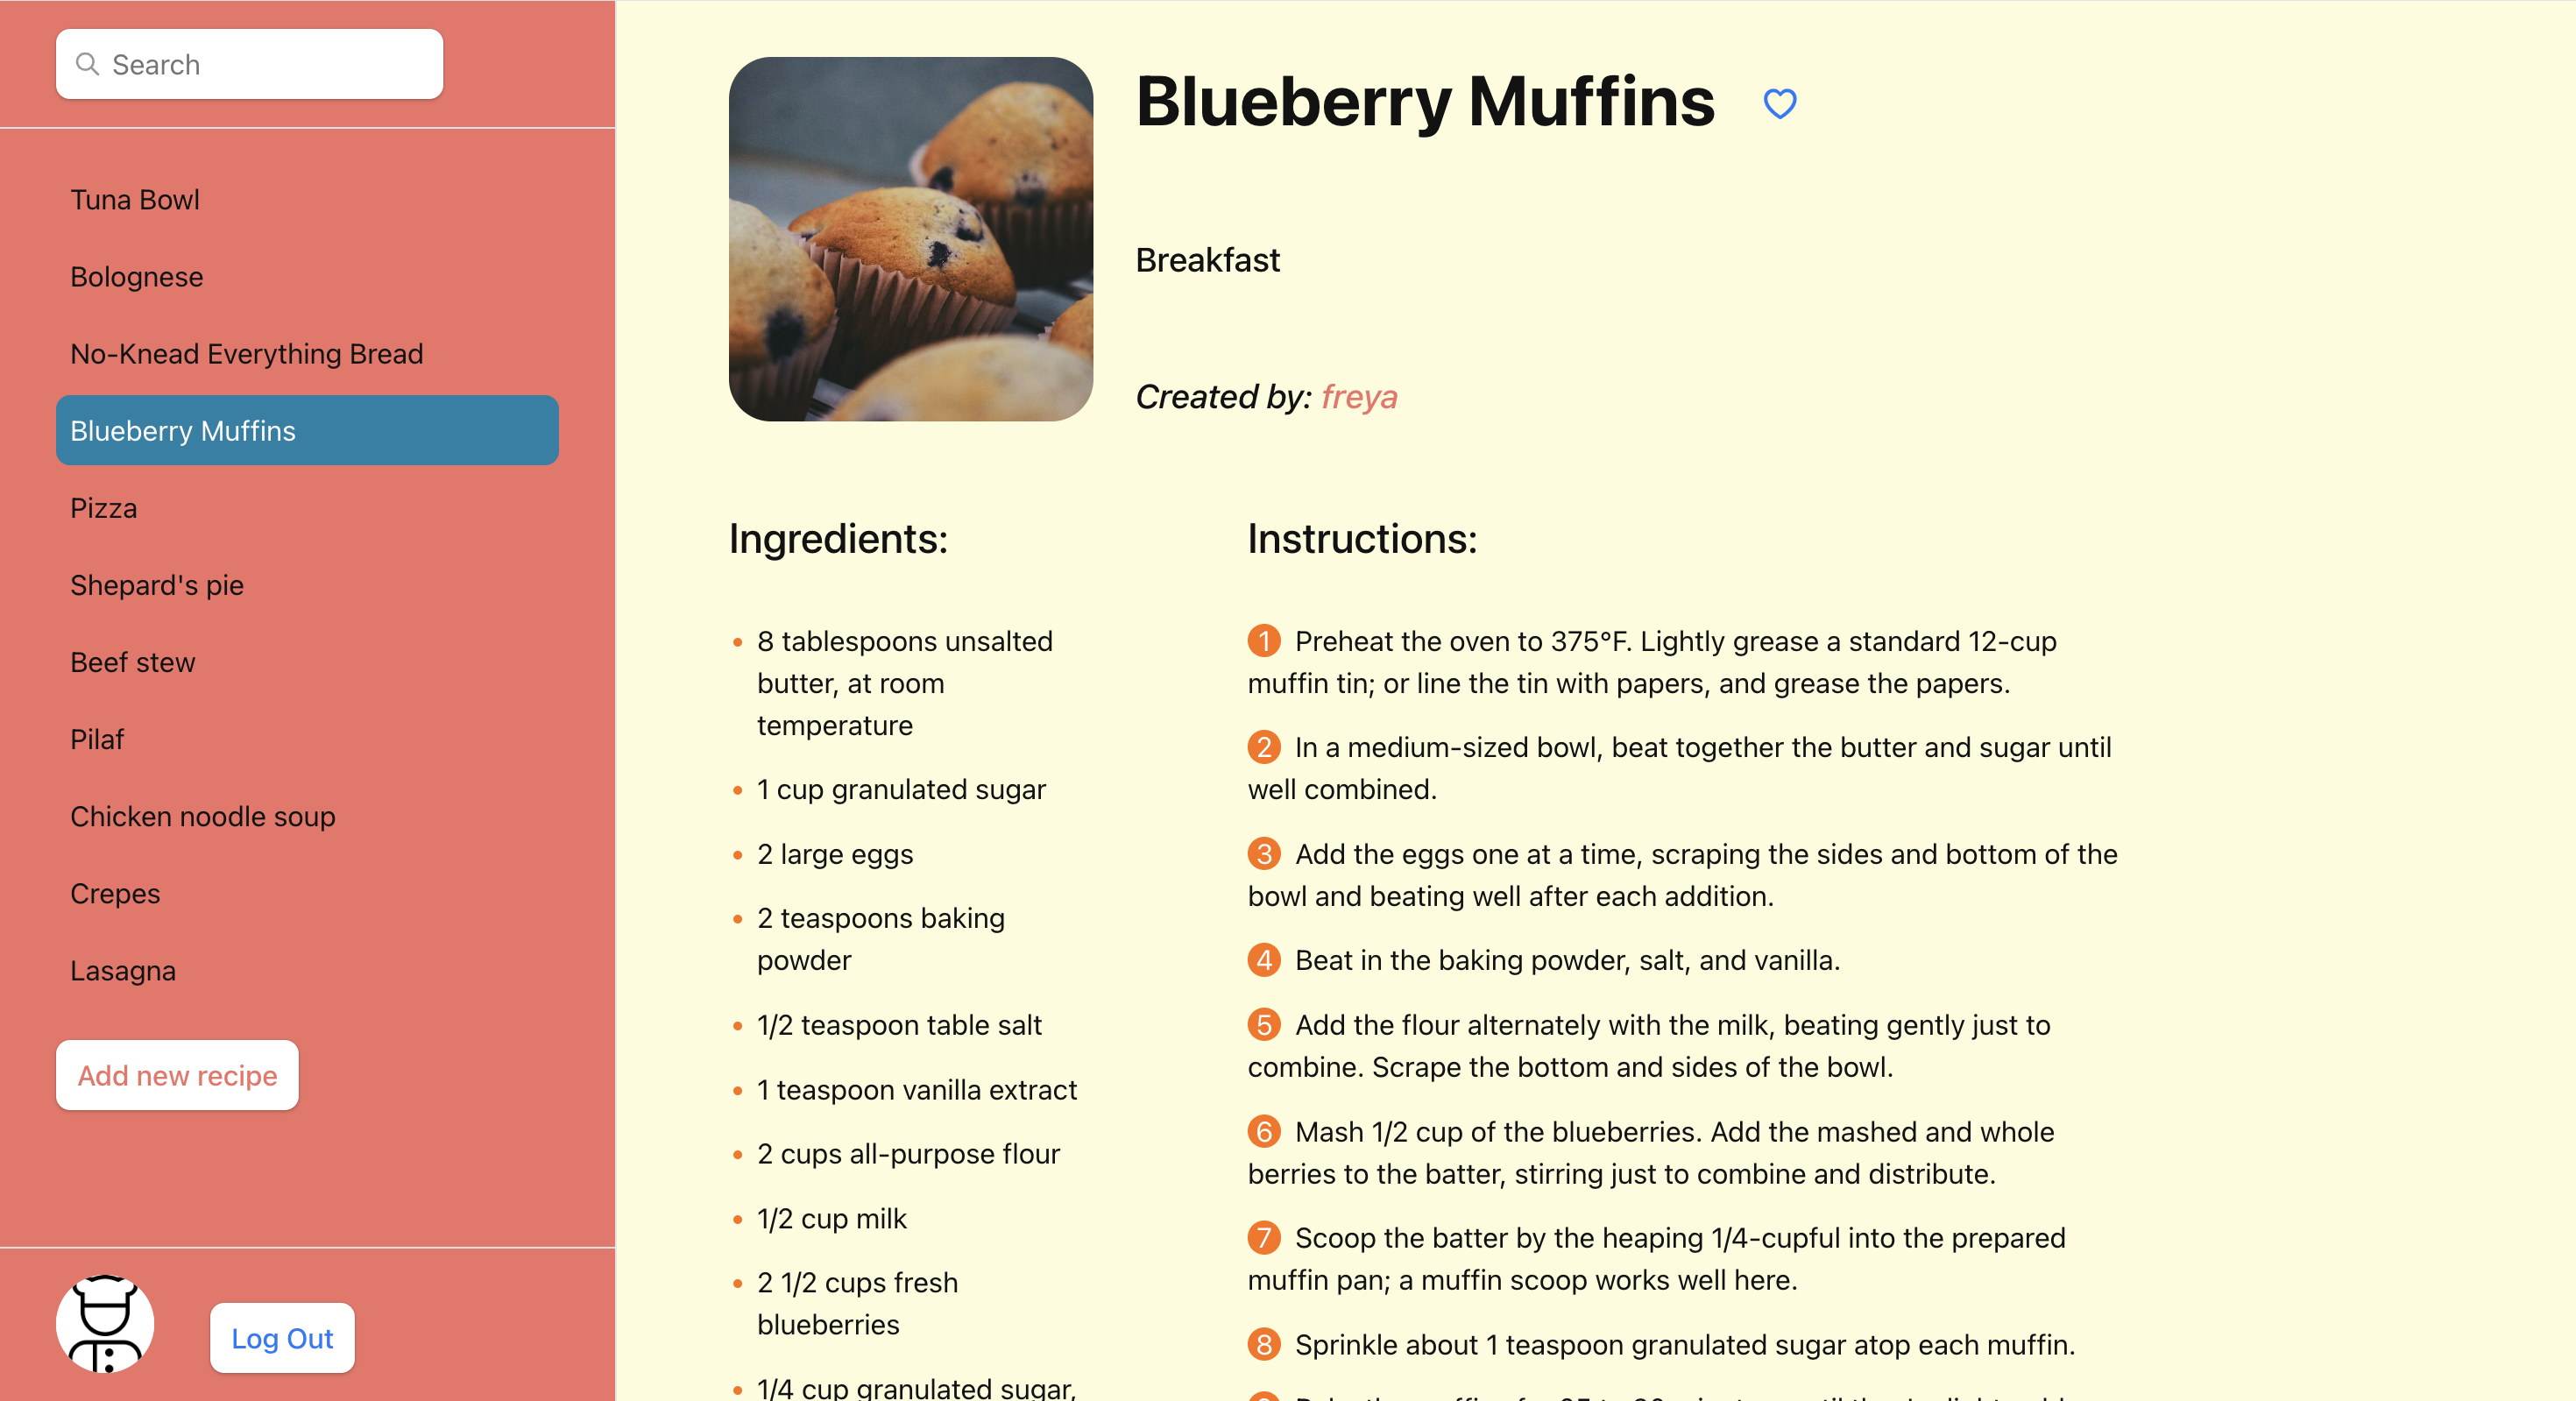 Search
Tuna Bowl
Bolognese
No-Knead Everything Bread
Blueberry Muffins
Pizza
Shepard's pie
Beef stew
Pilaf
Chicken noodle soup
Crepes
Lasagna
Add new recipe
Log Out
Blueberry Muffins
Breakfast
Created by: freya
Ingredients:
• 8 tablespoons unsalted
butter, at room
temperature
• 1 cup granulated sugar
• 2 large eggs
• 2 teaspoons baking
powder
• 1/2 teaspoon table salt
• 1 teaspoon vanilla extract
• 2 cups all-purpose flour
• 1/2 cup milk
• 2 1/2 cups fresh
blueberries
• 1/4 cup granulated sugar,
Instructions:
1 Preheat the oven to 375°F. Lightly grease a standard 12-cup
muffin tin; or line the tin with papers, and grease the papers.
2 In a medium-sized bowl, beat together the butter and sugar until
well combined.
3 Add the eggs one at a time, scraping the sides and bottom of the
bowl and beating well after each addition.
4 Beat in the baking powder, salt, and vanilla.
5 Add the flour alternately with the milk, beating gently just to
combine. Scrape the bottom and sides of the bowl.
6 Mash 1/2 cup of the blueberries. Add the mashed and whole
berries to the batter, stirring just to combine and distribute.
7 Scoop the batter by the heaping 1/4-cupful into the prepared
muffin pan; a muffin scoop works well here.
8 Sprinkle about 1 teaspoon granulated sugar atop each muffin.